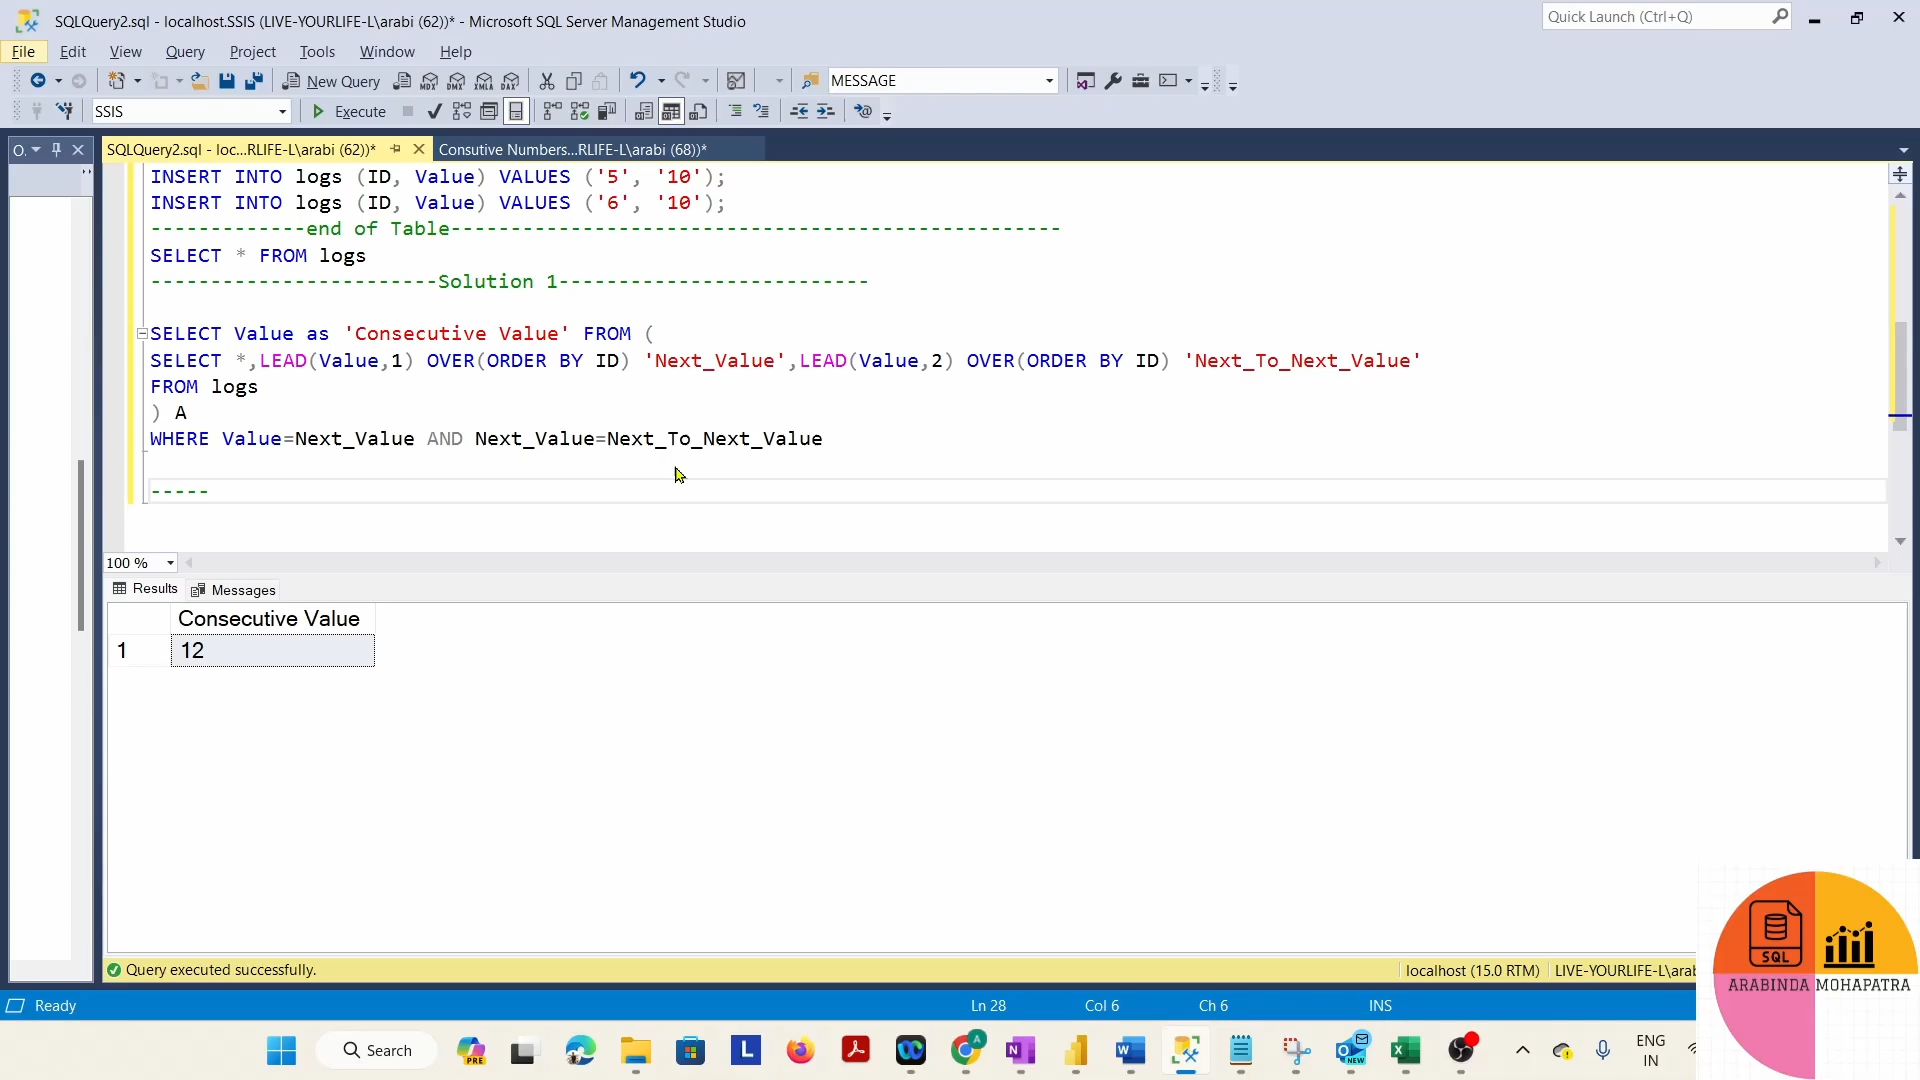 SQLQuery2.sql - localhost.SSIS (LIVE-YOURLIFE-L\arabi (62))* - Microsoft SQL Server Management Studio
Quick Launch (Ctrl+Q)
File Edit View Query Project Tools Window Help
New Query MDX DMX XMLA DAX MESSAGE
SSIS Execute
O.
SQLQuery2.sql - loc...RLIFE-L\arabi (62))* Consutive Numbers...RLIFE-L\arabi (68))*
INSERT INTO logs (ID, Value) VALUES ('5', '10');
INSERT INTO logs (ID, Value) VALUES ('6', '10');
-------------end of Table---------------------------------------------------
SELECT * FROM logs
------------------------Solution 1--------------------------
SELECT Value as 'Consecutive Value' FROM (
SELECT *,LEAD(Value,1) OVER(ORDER BY ID) 'Next_Value',LEAD(Value,2) OVER(ORDER BY ID) 'Next_To_Next_Value'
FROM logs
) A
WHERE Value=Next_Value AND Next_Value=Next_To_Next_Value
-----
100 %
Results Messages
Consecutive Value
1 12
Query executed successfully.
localhost (15.0 RTM) LIVE-YOURLIFE-L\arab
Ready Ln 28 Col 6 Ch 6 INS
SQL
ARABINDA MOHAPATRA
Search
PRE
L
A
N
W
NEW
X
ENG
IN